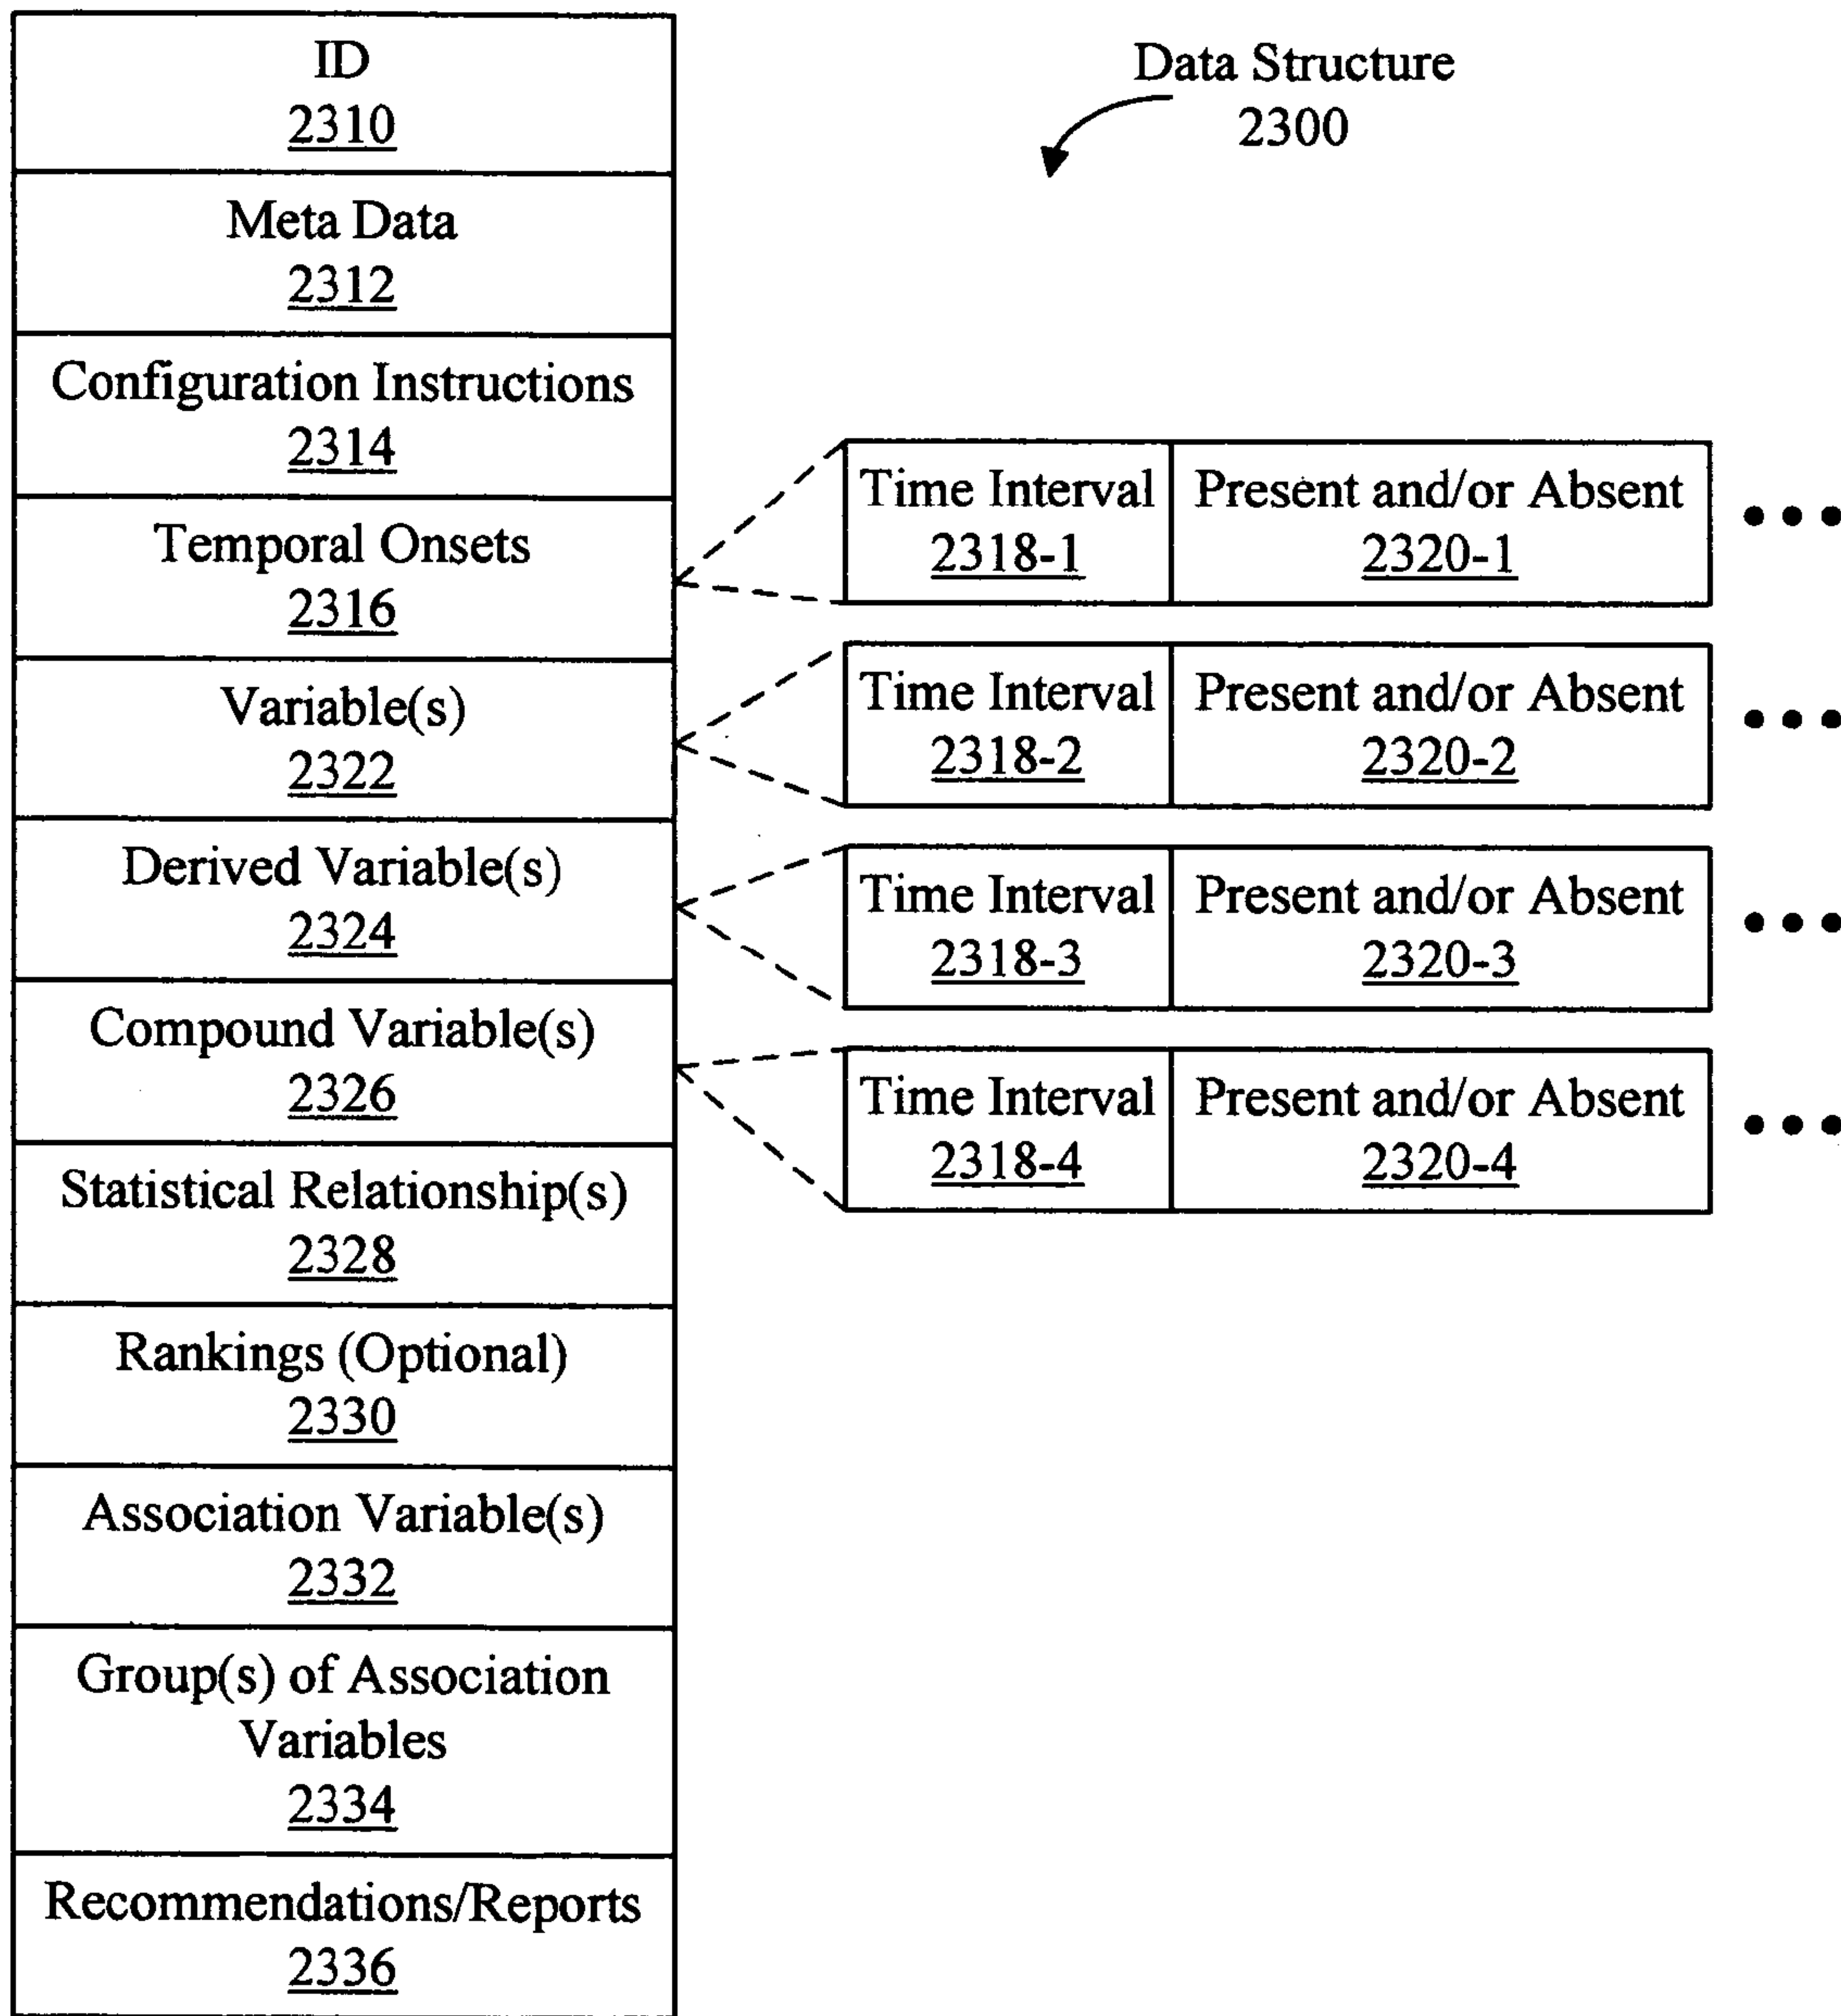 ID
2310
Meta Data
2312
Configuration Instructions
2314
Temporal Onsets
2316
Variable(s)
2322
Derived Variable(s)
2324
Compound Variable(s)
2326
Statistical Relationship(s)
2328
Rankings (Optional)
2330
Association Variable(s)
2332
Group(s) of Association
Variables
2334
Recommendations/Reports
2336
Data Structure
2300
Time Interval
2318-1
Present and/or Absent
2320-1
Time Interval
2318-2
Present and/or Absent
2320-2
Time Interval
2318-3
Present and/or Absent
2320-3
Time Interval
2318-4
Present and/or Absent
2320-4